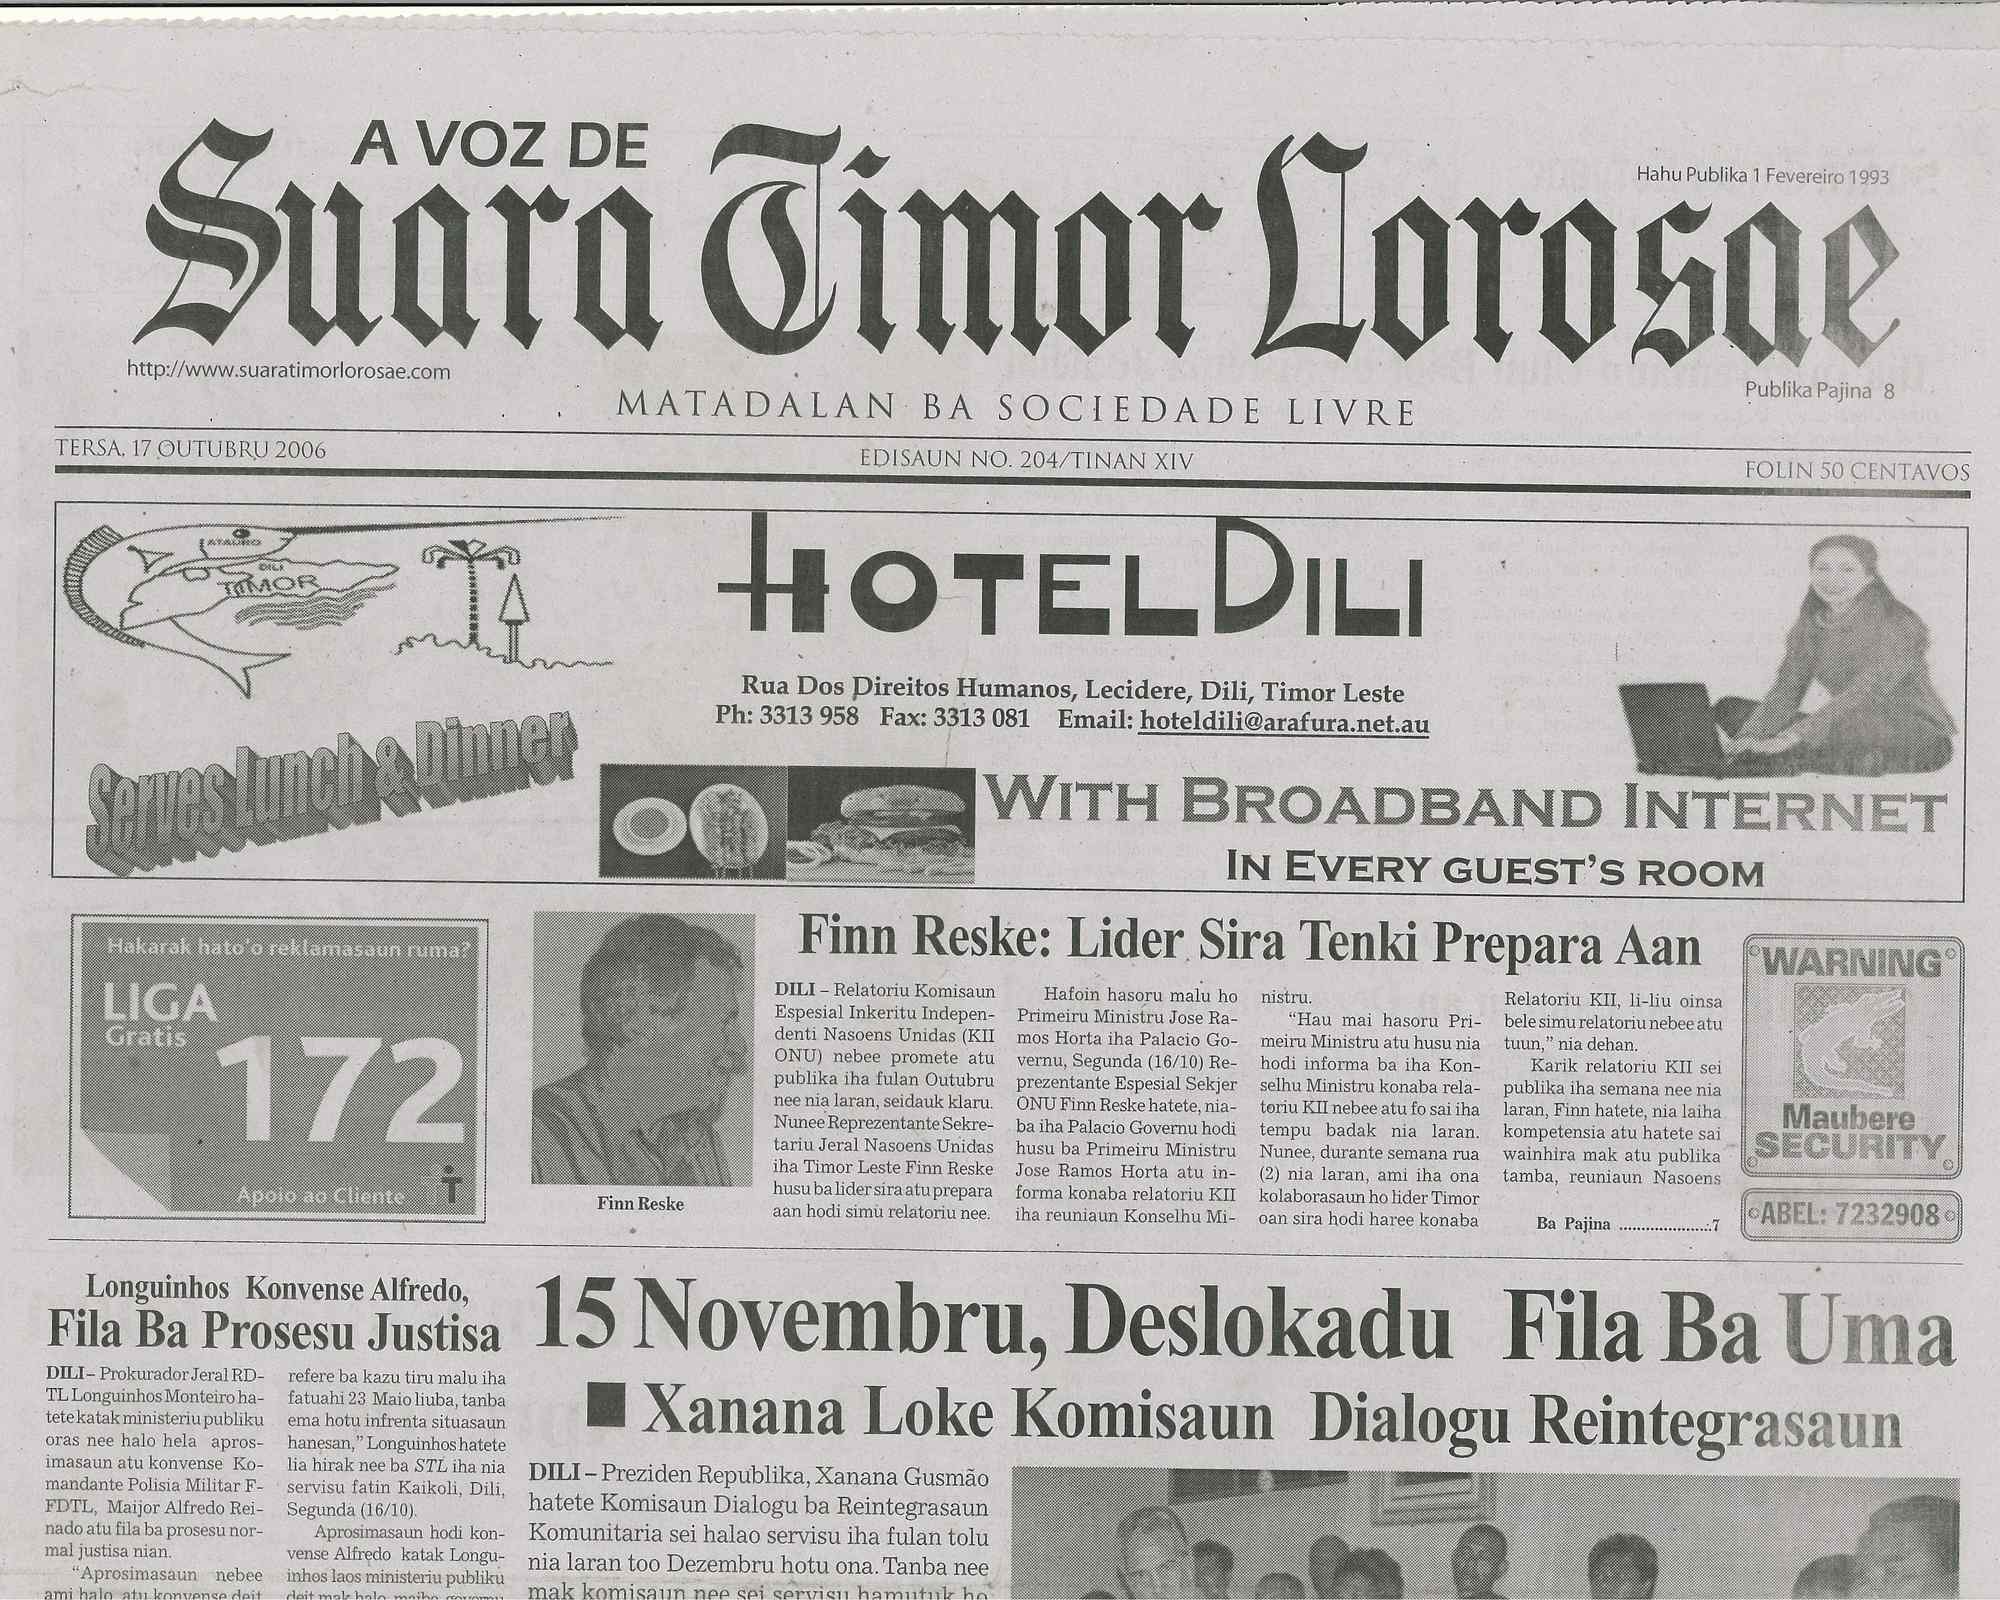 A VOZ DE
Suara Timor Lorosae
Hahu Publika 1 Fevereiro 1993
http://www.suaratimorlorosae.com
Publika Pajina 8
MATADALAN BA SOCIEDADE LIVRE
TERSA, 17 OUTUBRU 2006
EDISAUN NO. 204/TINAN XIV
FOLIN 50 CENTAVOS
ATAURO
DILI
TIMOR
HOTEL DILI
Rua Dos Direitos Humanos, Lecidere, Dili, Timor Leste
Ph: 3313 958 Fax: 3313 081 Email: hoteldili@arafura.net.au
Serves Lunch & Dinner
WITH BROADBAND INTERNET
IN EVERY GUEST'S ROOM
Hakarak hato'o reklamasaun ruma?
LIGA
Gratis
172
Apoio ao Cliente
Finn Reske
Finn Reske: Lider Sira Tenki Prepara Aan
DILI – Relatoriu Komisaun
Espesial Inkeritu Indepen-
denti Nasoens Unidas (KII
ONU) nebee promete atu
publika iha fulan Outubru
nee nia laran, seidauk klaru.
Nunee Reprezentante Sekre-
tariu Jeral Nasoens Unidas
iha Timor Leste Finn Reske
husu ba lider sira atu prepara
aan hodi simu relatoriu nee.
Hafoin hasoru malu ho
Primeiru Ministru Jose Ra-
mos Horta iha Palacio Go-
vernu, Segunda (16/10) Re-
prezentante Espesial Sekjer
ONU Finn Reske hatete, nia-
ba iha Palacio Governu hodi
husu ba Primeiru Ministru
Jose Ramos Horta atu in-
forma konaba relatoriu KII
iha reuniaun Konselhu Mi-
nistru.
“Hau mai hasoru Pri-
meiru Ministru atu husu nia
hodi informa ba iha Kon-
selhu Ministru konaba rela-
toriu KII nebee atu fo sai iha
tempu badak nia laran.
Nunee, durante semana rua
(2) nia laran, ami iha ona
kolaborasaun ho lider Timor
oan sira hodi haree konaba
Relatoriu KII, li-liu oinsa
bele simu relatoriu nebee atu
tuun,” nia dehan.
Karik relatoriu KII sei
publika iha semana nee nia
laran, Finn hatete, nia laiha
kompetensia atu hatete sai
wainhira mak atu publika
tamba, reuniaun Nasoens
Ba Pajina .....................7
WARNING
Maubere
SECURITY
ABEL: 7232908
Longuinhos Konvense Alfredo,
Fila Ba Prosesu Justisa
DILI – Prokurador Jeral RD-
TL Longuinhos Monteiro ha-
tete katak ministeriu publiku
oras nee halo hela apros-
imasaun atu konvense Ko-
mandante Polisia Militar F-
FDTL, Maijor Alfredo Rei-
nado atu fila ba prosesu nor-
mal justisa nian.
“Aprosimasaun nebee
ami halo atu konvense deit
refere ba kazu tiru malu iha
fatuahi 23 Maio liuba, tanba
ema hotu infrenta situasaun
hanesan,” Longuinhos hatete
lia hirak nee ba STL iha nia
servisu fatin Kaikoli, Dili,
Segunda (16/10).
Aprosimasaun hodi kon-
vense Alfredo katak Longu-
inhos laos ministeriu publiku
deit mak halo, maibe governu
15 Novembru, Deslokadu Fila Ba Uma
■ Xanana Loke Komisaun Dialogu Reintegrasaun
DILI – Preziden Republika, Xanana Gusmão
hatete Komisaun Dialogu ba Reintegrasaun
Komunitaria sei halao servisu iha fulan tolu
nia laran too Dezembru hotu ona. Tanba nee
mak komisaun nee sei servisu hamutuk ho